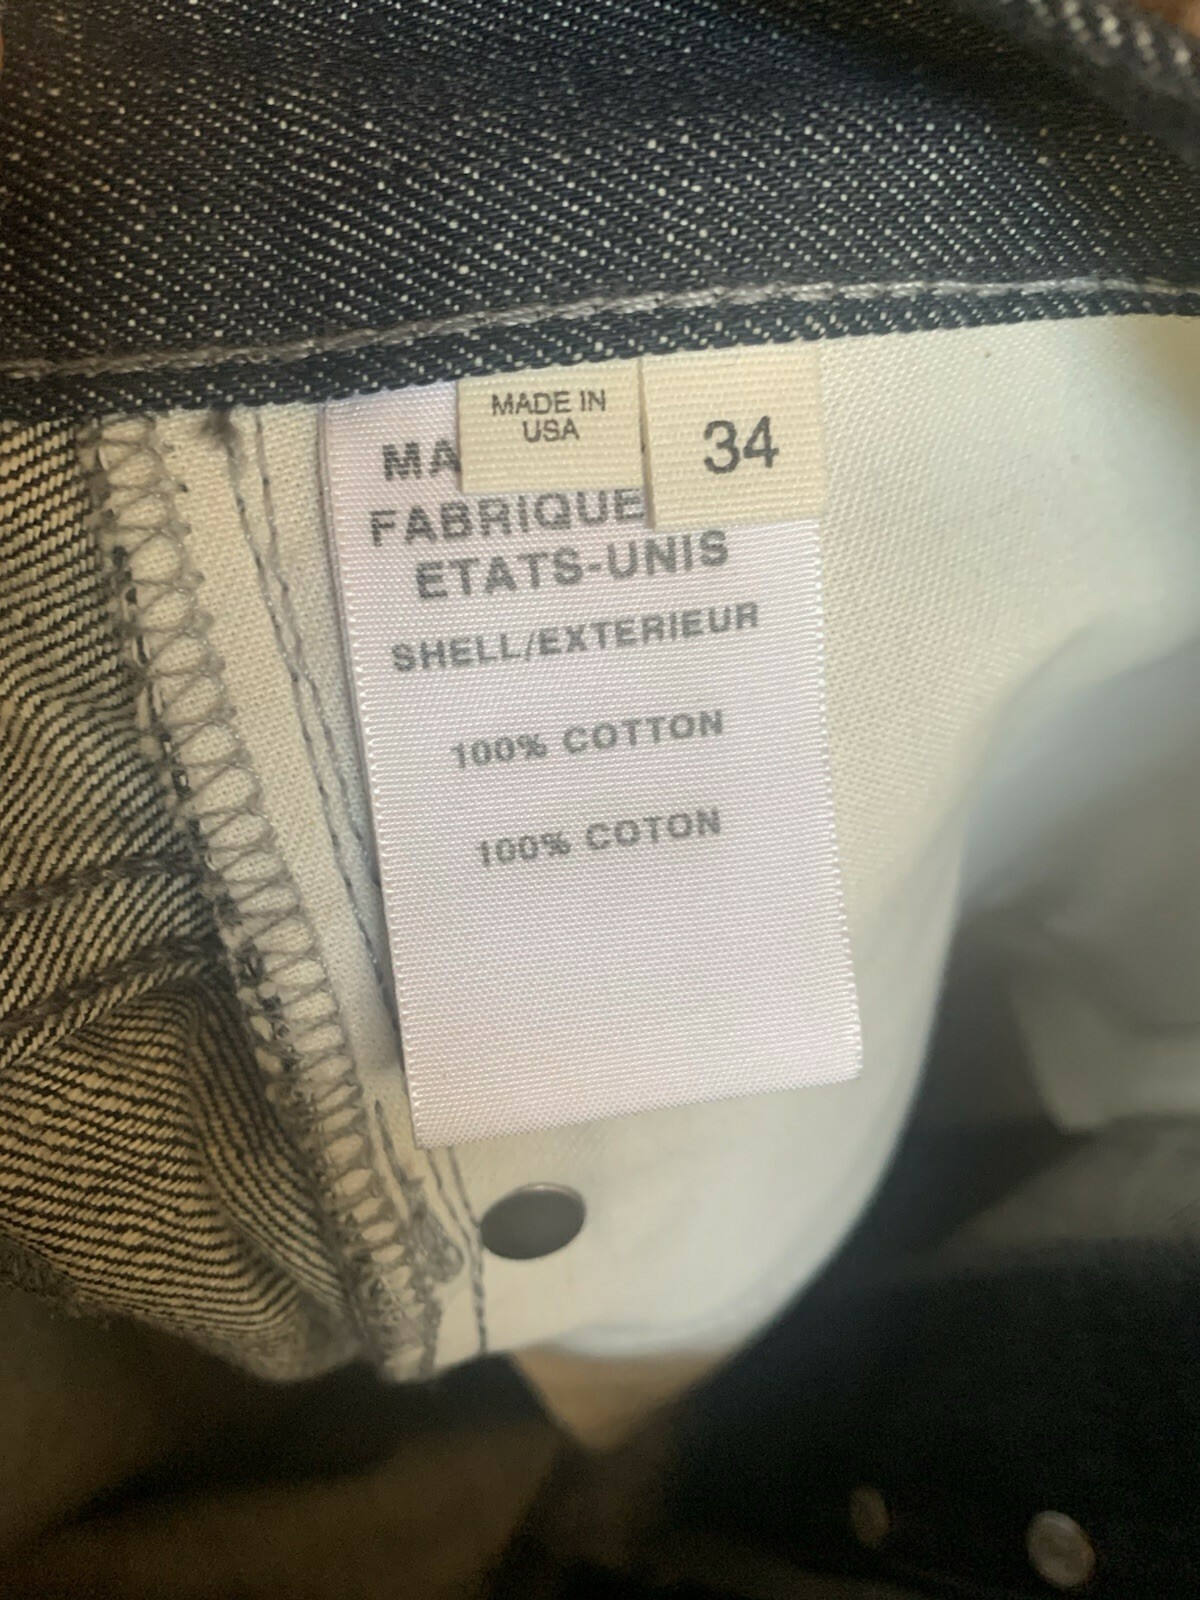 MADE IN
USA
34
MA
FABRIQUE
ETATS-UNIS
SHELL/EXTERIEUR
100% COTTON
100% COTON